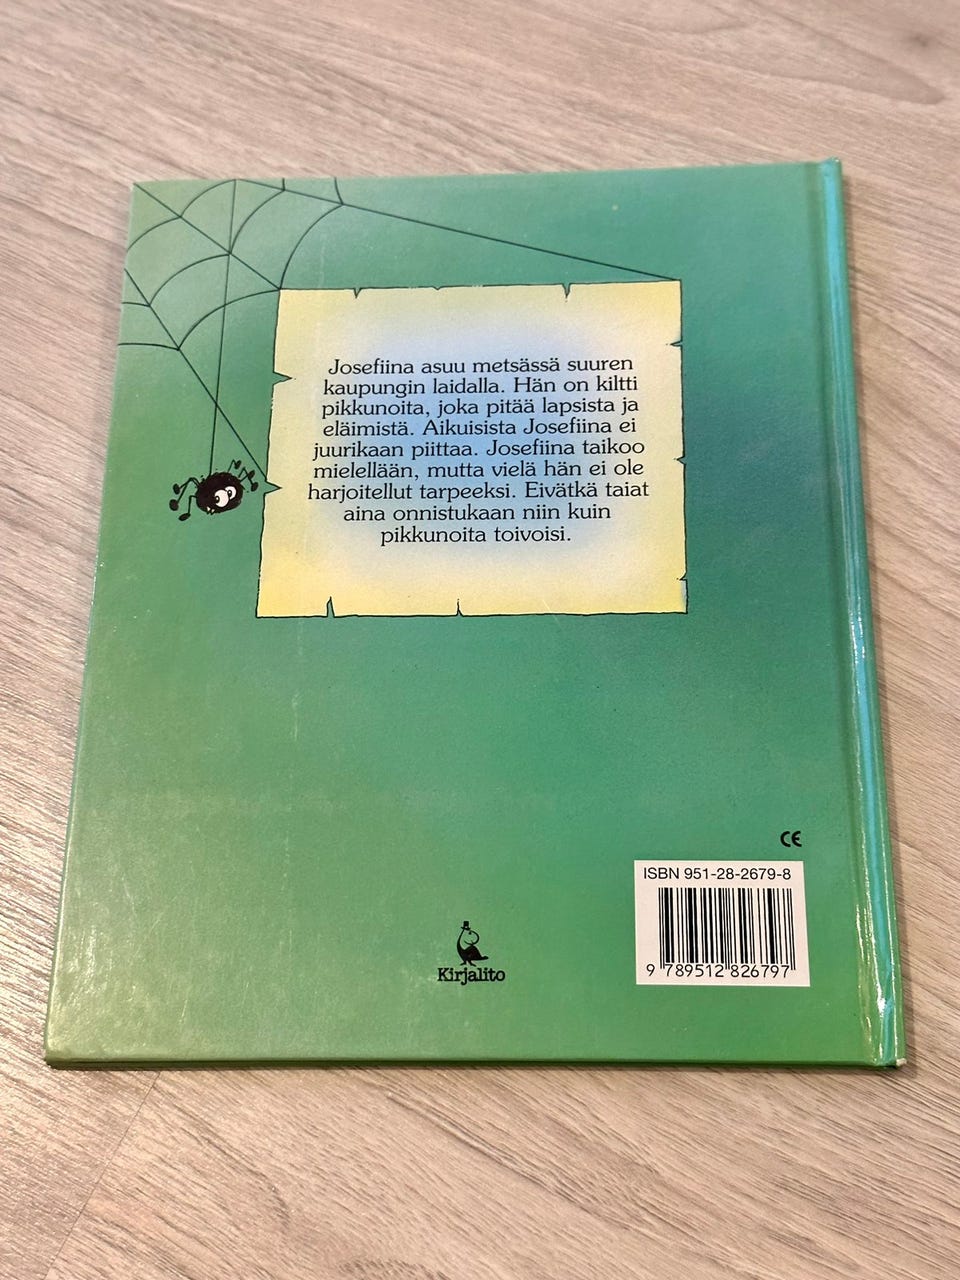 Josefiina asuu metsässä suuren
kaupungin laidalla. Hän on kiltti
pikkunoita, joka pitää lapsista ja
eläimistä. Aikuisista Josefiina ei
juurikaan piittaa. Josefiina taikoo
mielellään, mutta vielä hän ei ole
harjoitellut tarpeeksi. Eivätkä taiat
aina onnistukaan niin kuin
pikkunoita toivoisi.
CE
ISBN 951-28-2679-8
9 789512 826797
Kirjalito